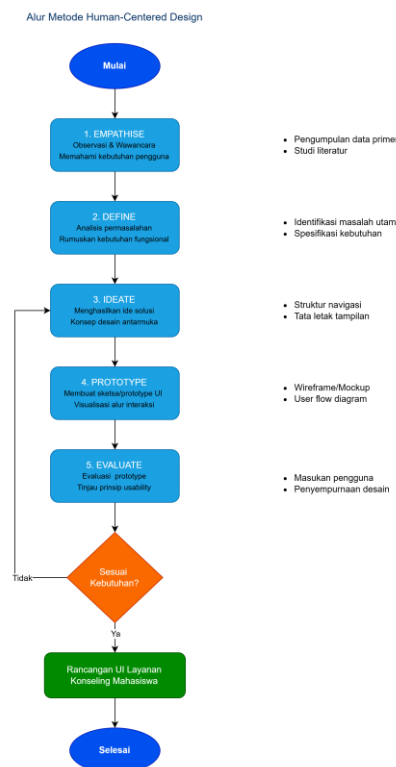 Alur Metode Human-Centered Design
Mulai
1. EMPATHISE
Observasi & Wawancara
Memahami kebutuhan pengguna
• Pengumpulan data primer
• Studi literatur
2. DEFINE
Analisis permasalahan
Rumuskan kebutuhan fungsional
• Identifikasi masalah utam
• Spesifikasi kebutuhan
3. IDEATE
Menghasilkan ide solusi
Konsep desain antarmuka
• Struktur navigasi
• Tata letak tampilan
4. PROTOTYPE
Membuat sketsa/prototype UI
Visualisasi alur interaksi
• Wireframe/Mockup
• User flow diagram
5. EVALUATE
Evaluasi prototype
Tinjau prinsip usability
• Masukan pengguna
• Penyempurnaan desain
Sesuai
Kebutuhan?
Tidak
Ya
Rancangan UI Layanan
Konseling Mahasiswa
Selesai